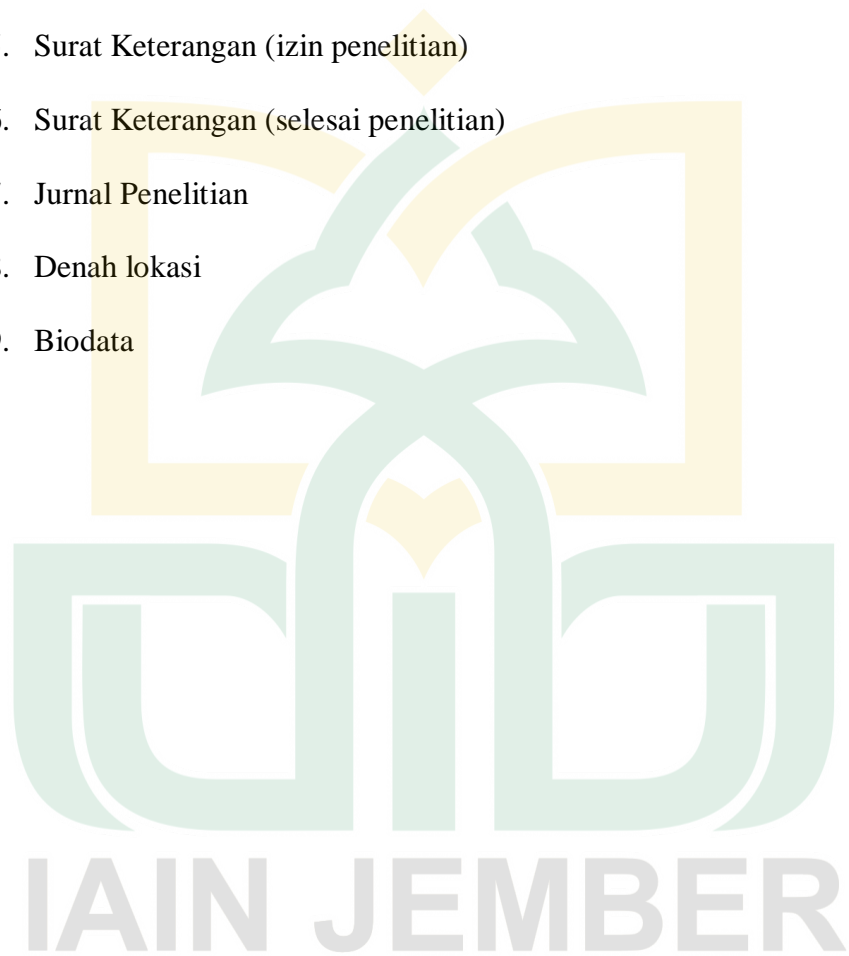 . Surat Keterangan (izin penelitian)
. Surat Keterangan (selesai penelitian)
. Jurnal Penelitian
. Denah lokasi
. Biodata
IAIN JEMBER